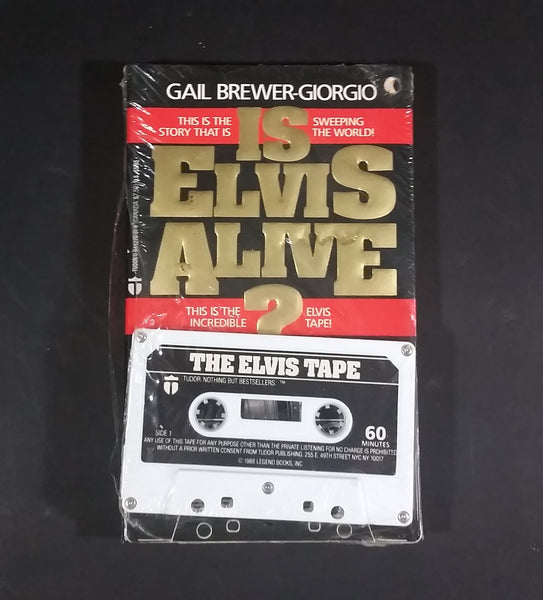 GAIL BREWER-GIORGIO
THIS IS THE STORY THAT IS
SWEEPING THE WORLD!
IS
ELVIS
ALIVE
?
THIS IS THE INCREDIBLE
ELVIS TAPE!
THE ELVIS TAPE
TUDOR: NOTHING BUT BESTSELLERS. ™
SIDE 1
60
MINUTES
ANY USE OF THIS TAPE FOR ANY PURPOSE OTHER THAN THE PRIVATE LISTENING FOR NO CHARGE IS PROHIBITED
WITHOUT A PRIOR WRITTEN CONSENT FROM TUDOR PUBLISHING. 255 E. 49TH STREET NYC NY 10017
© 1988 LEGEND BOOKS, INC